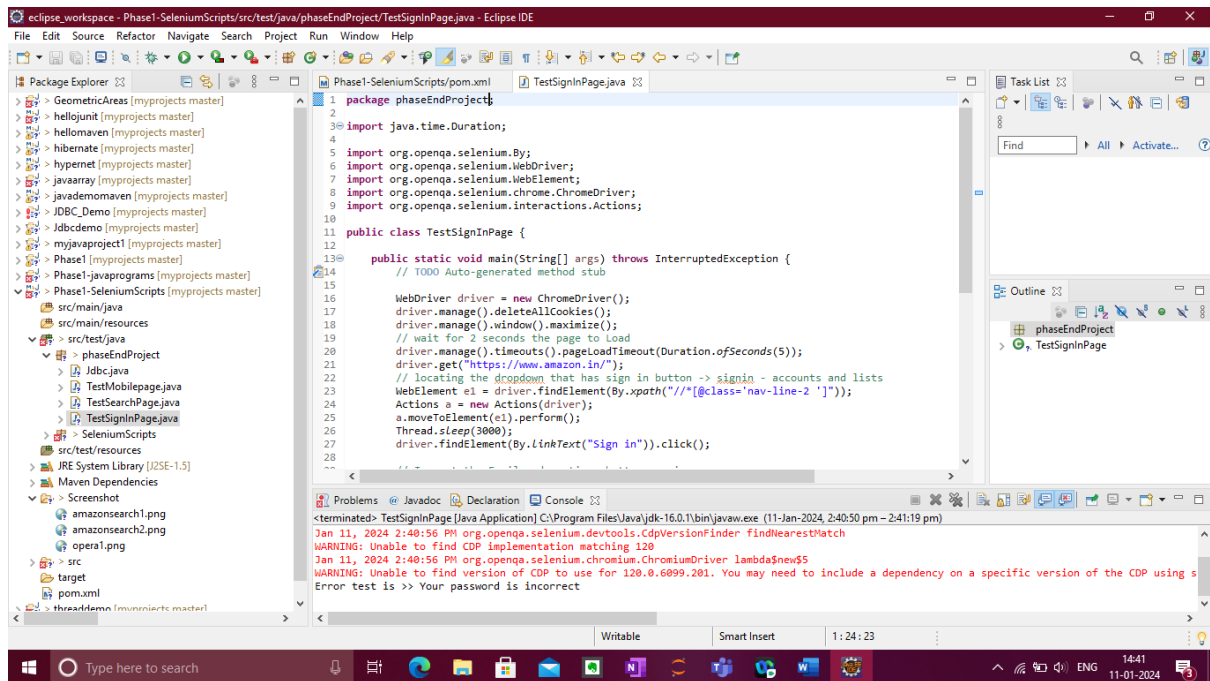 eclipse_workspace - Phase1-SeleniumScripts/src/test/java/phaseEndProject/TestSignInPage.java - Eclipse IDE
File Edit Source Refactor Navigate Search Project Run Window Help
Package Explorer
> GeometricAreas [myprojects master]
> hellojunit [myprojects master]
> hellomaven [myprojects master]
> hibernate [myprojects master]
> hypernet [myprojects master]
> javaarray [myprojects master]
> javademomaven [myprojects master]
> JDBC_Demo [myprojects master]
> Jdbcdemo [myprojects master]
> myjavaproject1 [myprojects master]
> Phase1 [myprojects master]
> Phase1-javaprograms [myprojects master]
> Phase1-SeleniumScripts [myprojects master]
src/main/java
src/main/resources
> src/test/java
> phaseEndProject
Jdbc.java
TestMobilepage.java
TestSearchPage.java
TestSignInPage.java
> SeleniumScripts
src/test/resources
JRE System Library [J2SE-1.5]
Maven Dependencies
> Screenshot
amazonsearch1.png
amazonsearch2.png
opera1.png
> src
target
pom.xml
> threaddemo [myprojects master]
Phase1-SeleniumScripts/pom.xml
TestSignInPage.java
1 package phaseEndProject;
2
3 import java.time.Duration;
4
5 import org.openqa.selenium.By;
6 import org.openqa.selenium.WebDriver;
7 import org.openqa.selenium.WebElement;
8 import org.openqa.selenium.chrome.ChromeDriver;
9 import org.openqa.selenium.interactions.Actions;
10
11 public class TestSignInPage {
12
13 public static void main(String[] args) throws InterruptedException {
14 // TODO Auto-generated method stub
15
16 WebDriver driver = new ChromeDriver();
17 driver.manage().deleteAllCookies();
18 driver.manage().window().maximize();
19 // wait for 2 seconds the page to Load
20 driver.manage().timeouts().pageLoadTimeout(Duration.ofSeconds(5));
21 driver.get("https://www.amazon.in/");
22 // locating the dropdown that has sign in button -> signin - accounts and lists
23 WebElement e1 = driver.findElement(By.xpath("//*[@class='nav-line-2 ']"));
24 Actions a = new Actions(driver);
25 a.moveToElement(e1).perform();
26 Thread.sleep(3000);
27 driver.findElement(By.linkText("Sign in")).click();
28
Task List
Find
All
Activate...
Outline
phaseEndProject
TestSignInPage
Problems @ Javadoc Declaration Console
<terminated> TestSignInPage [Java Application] C:\Program Files\Java\jdk-16.0.1\bin\javaw.exe (11-Jan-2024, 2:40:50 pm – 2:41:19 pm)
Jan 11, 2024 2:40:56 PM org.openqa.selenium.devtools.CdpVersionFinder findNearestMatch
WARNING: Unable to find CDP implementation matching 120
Jan 11, 2024 2:40:56 PM org.openqa.selenium.chromium.ChromiumDriver lambda$new$5
WARNING: Unable to find version of CDP to use for 120.0.6099.201. You may need to include a dependency on a specific version of the CDP using s
Error test is >> Your password is incorrect
Writable
Smart Insert
1 : 24 : 23
Type here to search
ENG
14:41
11-01-2024
3